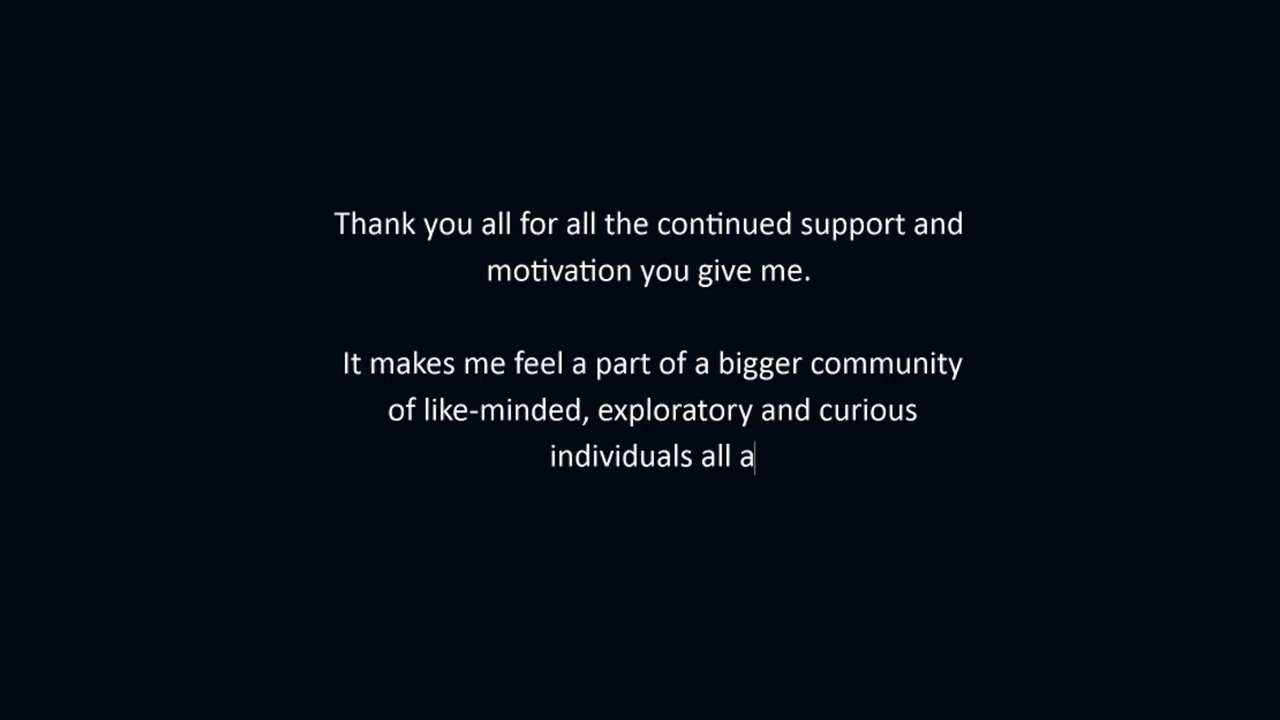 Thank you all for all the continued support and
motivation you give me.
It makes me feel a part of a bigger community
of like-minded, exploratory and curious
individuals all a